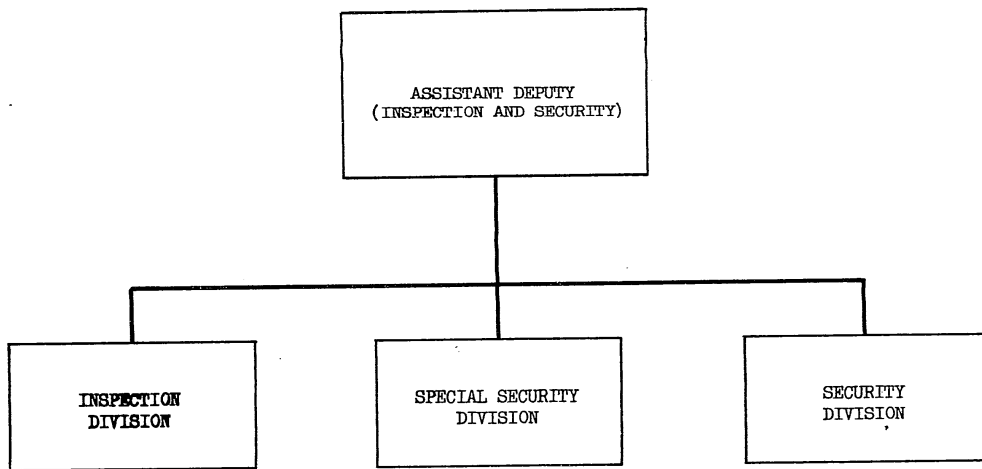 ASSISTANT DEPUTY
(INSPECTION AND SECURITY)
INSPECTION
DIVISION
SPECIAL SECURITY
DIVISION
SECURITY
DIVISION